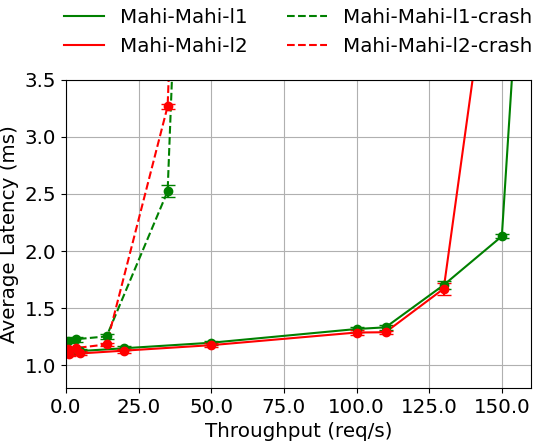 Mahi-Mahi-l1 Mahi-Mahi-l1-crash
Mahi-Mahi-l2 Mahi-Mahi-l2-crash
3.5
3.0
2.5
2.0
1.5
1.0
Average Latency (ms)
0.0 25.0 50.0 75.0 100.0 125.0 150.0
Throughput (req/s)